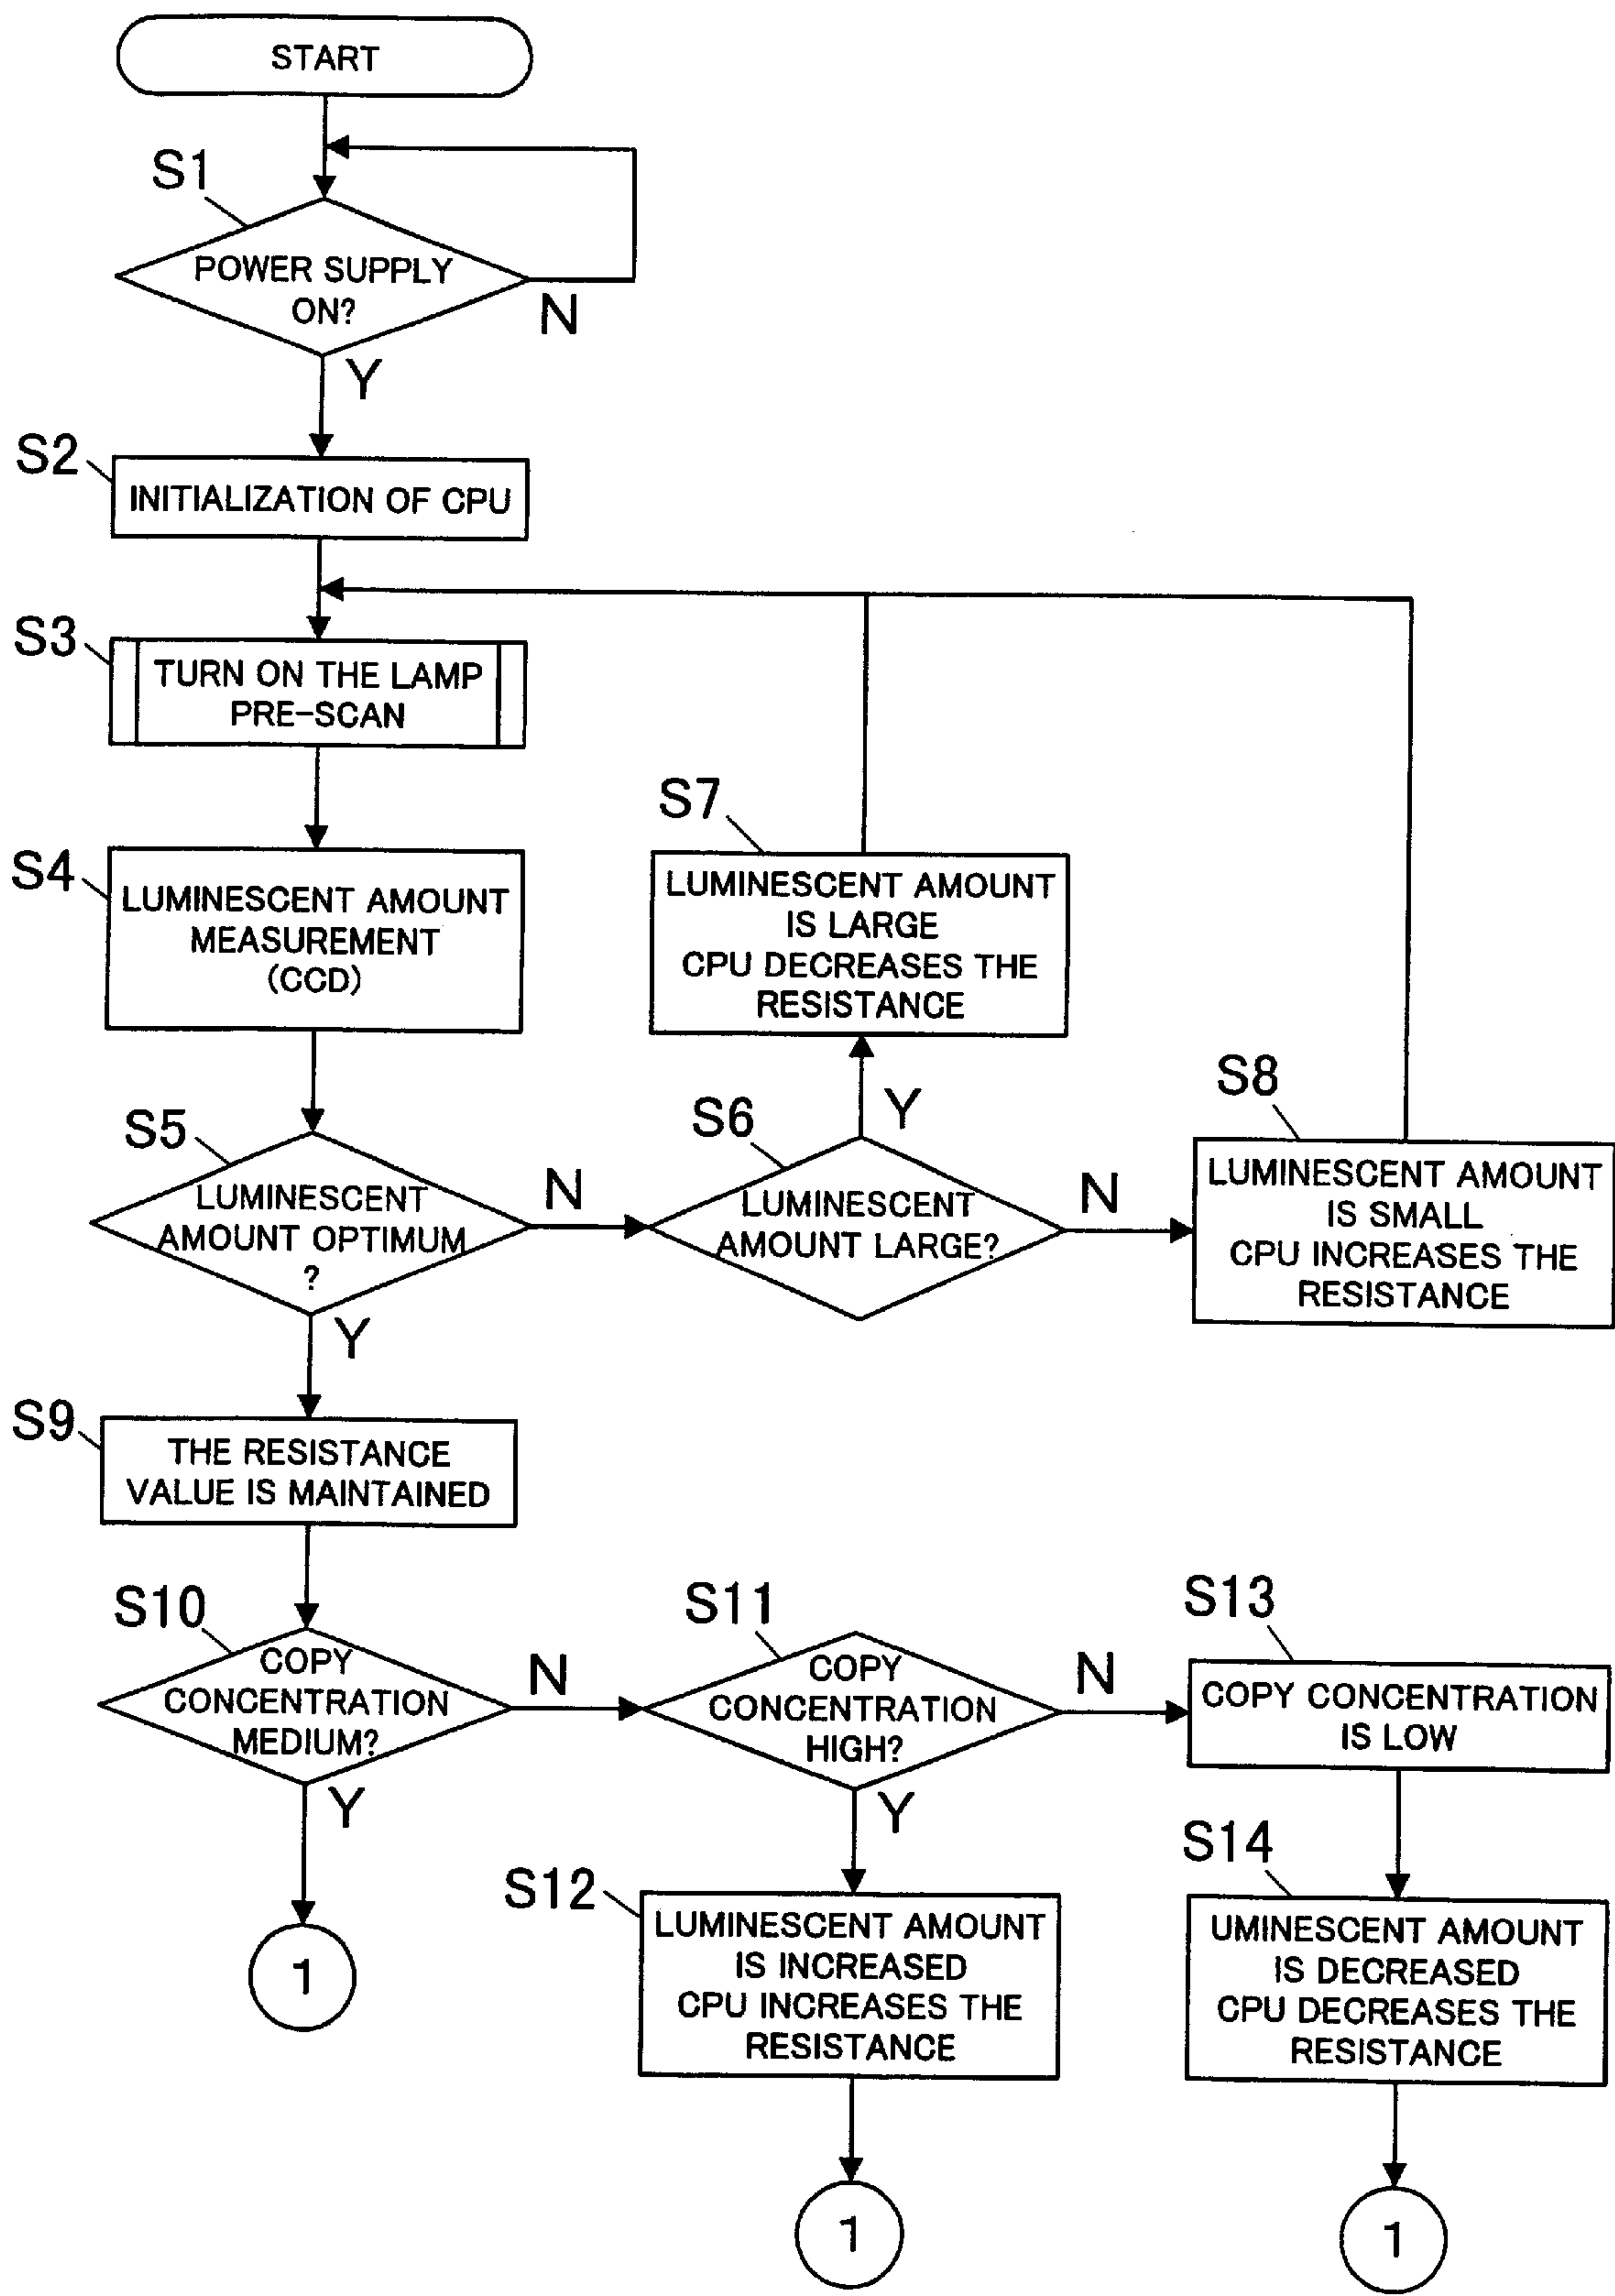 START
S1
POWER SUPPLY
ON?
N
Y
S2
INITIALIZATION OF CPU
S3
TURN ON THE LAMP
PRE-SCAN
S4
LUMINESCENT AMOUNT
MEASUREMENT
(CCD)
S7
LUMINESCENT AMOUNT
IS LARGE
CPU DECREASES THE
RESISTANCE
S5
LUMINESCENT
AMOUNT OPTIMUM
?
N
Y
S6
LUMINESCENT
AMOUNT LARGE?
Y
N
S8
LUMINESCENT AMOUNT
IS SMALL
CPU INCREASES THE
RESISTANCE
S9
THE RESISTANCE
VALUE IS MAINTAINED
S10
COPY
CONCENTRATION
MEDIUM?
N
Y
1
S11
COPY
CONCENTRATION
HIGH?
N
Y
S13
COPY CONCENTRATION
IS LOW
S12
LUMINESCENT AMOUNT
IS INCREASED
CPU INCREASES THE
RESISTANCE
1
S14
UMINESCENT AMOUNT
IS DECREASED
CPU DECREASES THE
RESISTANCE
1